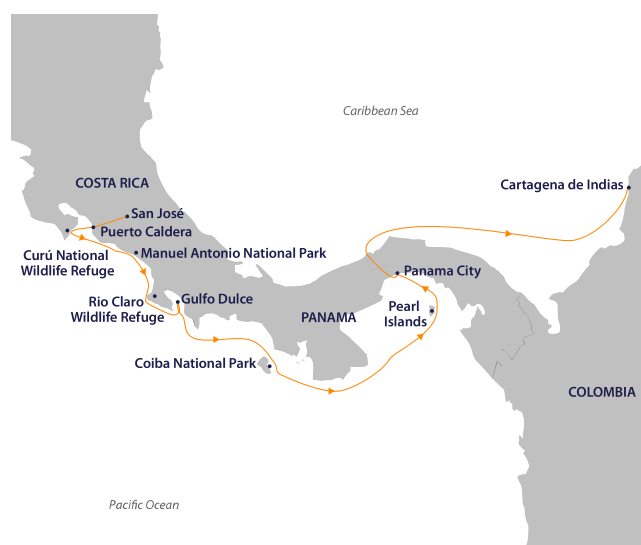 Caribbean Sea
COSTA RICA
Cartagena de Indias
San José
Puerto Caldera
Curú National
Wildlife Refuge
Manuel Antonio National Park
Panama City
Rio Claro
Wildlife Refuge
Gulfo Dulce
Pearl
Islands
PANAMA
Coiba National Park
COLOMBIA
Pacific Ocean